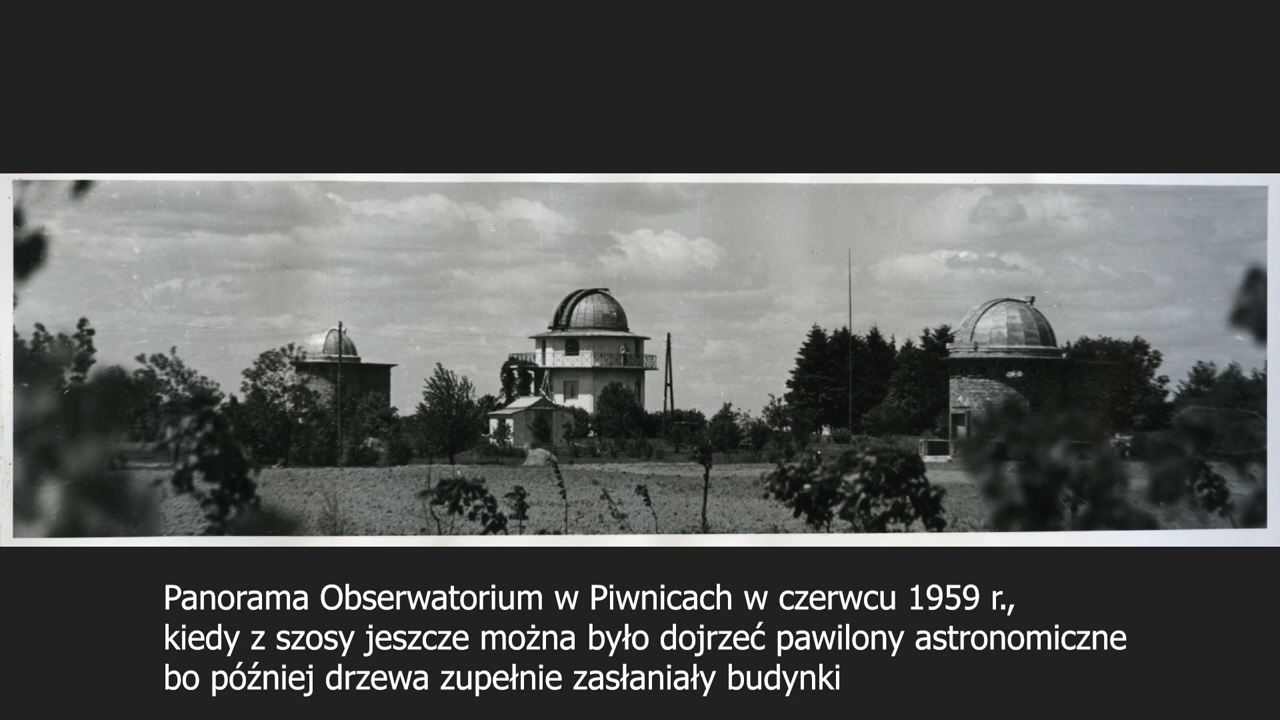 Panorama Obserwatorium w Piwnicach w czerwcu 1959 r.,
kiedy z szosy jeszcze można było dojrzeć pawilony astronomiczne
bo później drzewa zupełnie zasłaniały budynki